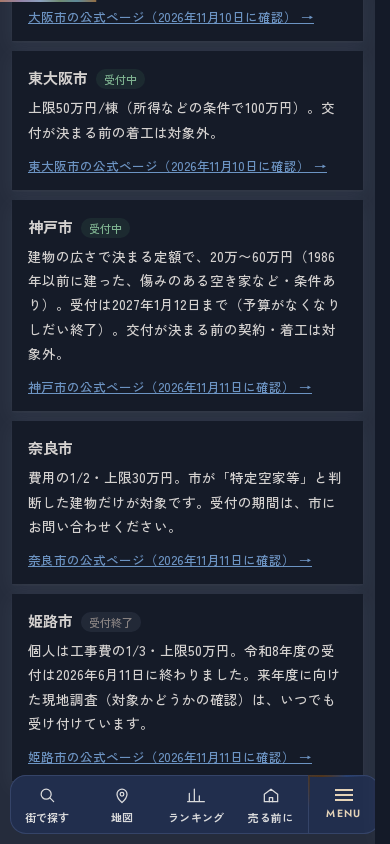 大阪市の公式ページ（2026年11月10日に確認） →
東大阪市 受付中
上限50万円/棟（所得などの条件で100万円）。交
付が決まる前の着工は対象外。
東大阪市の公式ページ（2026年11月10日に確認） →
神戸市 受付中
建物の広さで決まる定額で、20万〜60万円（1986
年以前に建った、傷みのある空き家など・条件あ
り）。受付は2027年1月12日まで（予算がなくなり
しだい終了）。交付が決まる前の契約・着工は対
象外。
神戸市の公式ページ（2026年11月11日に確認） →
奈良市
費用の1/2・上限30万円。市が「特定空家等」と判
断した建物だけが対象です。受付の期間は、市に
お問い合わせください。
奈良市の公式ページ（2026年11月11日に確認） →
姫路市 受付終了
個人は工事費の1/3・上限50万円。令和8年度の受
付は2026年6月11日に終わりました。来年度に向け
た現地調査（対象かどうかの確認）は、いつでも
受け付けています。
姫路市の公式ページ（2026年11月11日に確認） →
街で探す 地図 ランキング 売る前に MENU